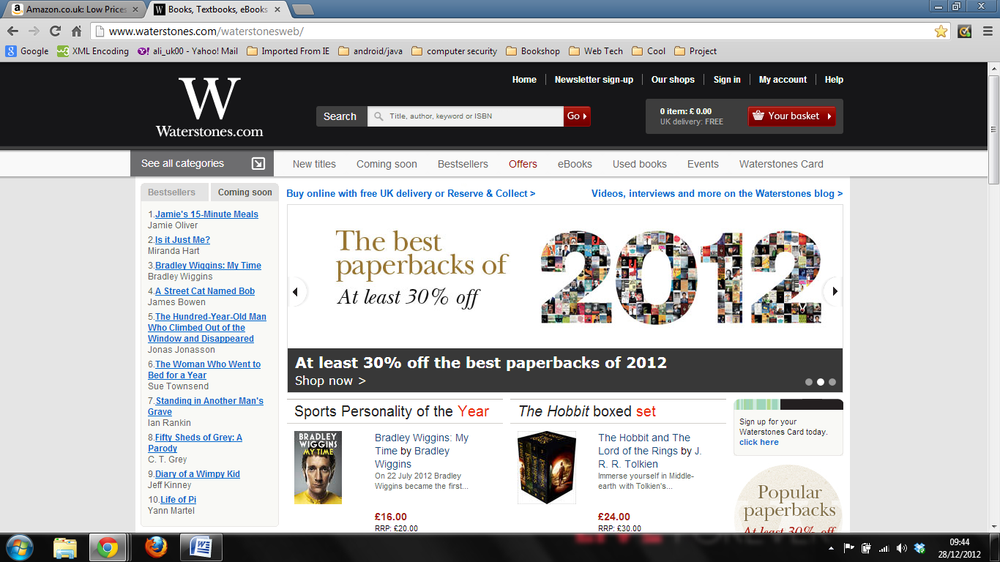 Amazon.co.uk: Low Prices
Books, Textbooks, eBooks
www.waterstones.com/waterstonesweb/
Google XML Encoding ali_uk00 - Yahoo! Mail Imported From IE android/java computer security Bookshop Web Tech Cool Project
Home Newsletter sign-up Our shops Sign in My account Help
W
Waterstones.com
Search Title, author, keyword or ISBN Go
0 item: £ 0.00
UK delivery: FREE
Your basket
See all categories
New titles Coming soon Bestsellers Offers eBooks Used books Events Waterstones Card
Bestsellers Coming soon
1.Jamie's 15-Minute Meals
Jamie Oliver
2.Is it Just Me?
Miranda Hart
3.Bradley Wiggins: My Time
Bradley Wiggins
4.A Street Cat Named Bob
James Bowen
5.The Hundred-Year-Old Man
Who Climbed Out of the
Window and Disappeared
Jonas Jonasson
6.The Woman Who Went to
Bed for a Year
Sue Townsend
7.Standing in Another Man's
Grave
Ian Rankin
8.Fifty Sheds of Grey: A
Parody
C. T. Grey
9.Diary of a Wimpy Kid
Jeff Kinney
10.Life of Pi
Yann Martel
Buy online with free UK delivery or Reserve & Collect >
Videos, interviews and more on the Waterstones blog >
The best
paperbacks of
At least 30% off
2012
At least 30% off the best paperbacks of 2012
Shop now >
Sports Personality of the Year
BRADLEY
WIGGINS
MY TIME
Bradley Wiggins: My
Time by Bradley
Wiggins
On 22 July 2012 Bradley
Wiggins became the first...
£16.00
RRP: £20.00
The Hobbit boxed set
The Hobbit and The
Lord of the Rings by J.
R. R. Tolkien
Immerse yourself in Middle-
earth with Tolkien's...
£24.00
RRP: £30.00
Sign up for your
Waterstones Card today.
click here
Popular
paperbacks
At least 30% off
09:44
28/12/2012